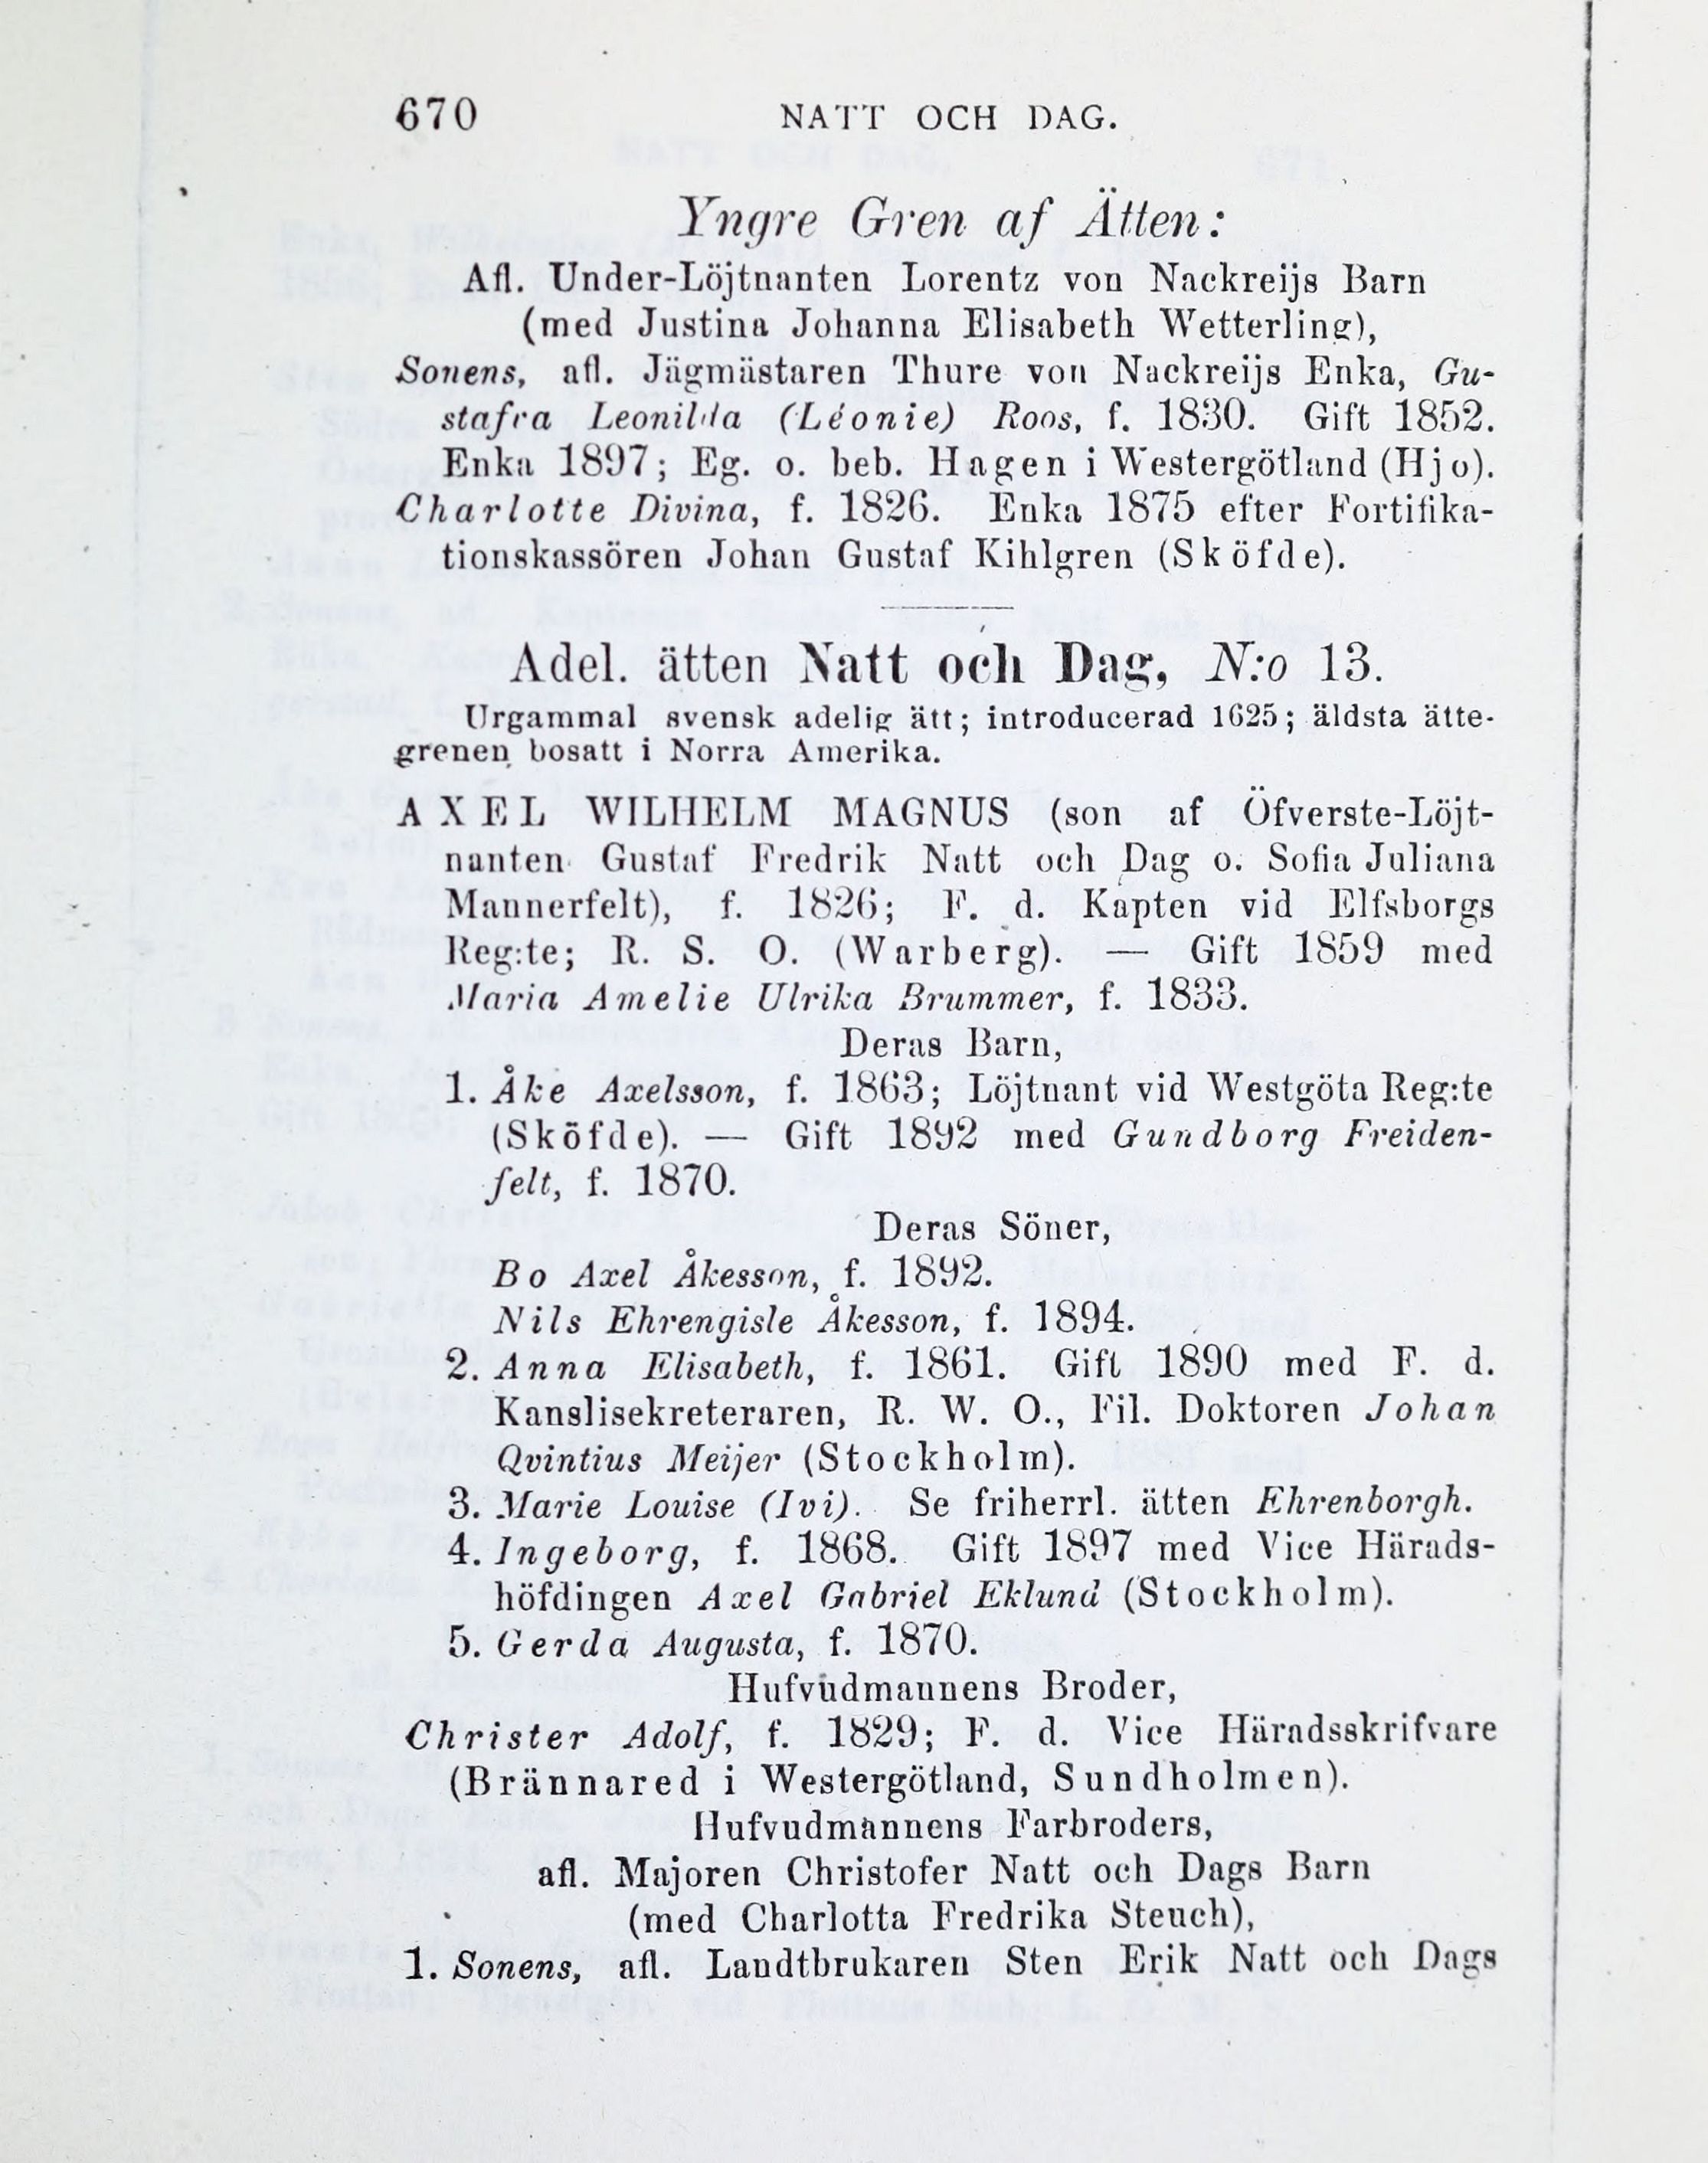 670 NATT OCH DAG.
Yngre Gren af Ätten:
Afl. Under-Löjtnanten Lorentz von Nackreijs Barn
(med Justina Johanna Elisabeth Wetterling),
Sonens, afl. Jägmästaren Thure von Nackreijs Enka, Gu-
stafva Leonilda (Léonie) Roos, f. 1830. Gift 1852.
Enka 1897; Eg. o. beb. Hagen i Westergötland (Hjo).
Charlotte Divina, f. 1826. Enka 1875 efter Fortifika-
tionskassören Johan Gustaf Kihlgren (Sköfde).
Adel. ätten Natt och Dag, N:o 13.
Urgammal svensk adelig ätt; introducerad 1625; äldsta ätte-
grenen bosatt i Norra Amerika.
AXEL WILHELM MAGNUS (son af Öfverste-Löjt-
nanten Gustaf Fredrik Natt och Dag o. Sofia Juliana
Mannerfelt), f. 1826; F. d. Kapten vid Elfsborgs
Reg:te; R. S. O. (Warberg). — Gift 1859 med
Maria Amelie Ulrika Brummer, f. 1833.
Deras Barn,
1. Åke Axelsson, f. 1863; Löjtnant vid Westgöta Reg:te
(Sköfde). — Gift 1892 med Gundborg Freiden-
felt, f. 1870.
Deras Söner,
Bo Axel Åkesson, f. 1892.
Nils Ehrengisle Åkesson, f. 1894.
2. Anna Elisabeth, f. 1861. Gift 1890 med F. d.
Kanslisekreteraren, R. W. O., Fil. Doktoren Johan
Qvintius Meijer (Stockholm).
3. Marie Louise (Ivi). Se friherrl. ätten Ehrenborgh.
4. Ingeborg, f. 1868. Gift 1897 med Vice Härads-
höfdingen Axel Gabriel Eklund (Stockholm).
5. Gerda Augusta, f. 1870.
Hufvudmannens Broder,
Christer Adolf, f. 1829; F. d. Vice Häradsskrifvare
(Brännared i Westergötland, Sundholmen).
Hufvudmannens Farbroders,
afl. Majoren Christofer Natt och Dags Barn
(med Charlotta Fredrika Steuch),
1. Sonens, afl. Landtbrukaren Sten Erik Natt och Dags